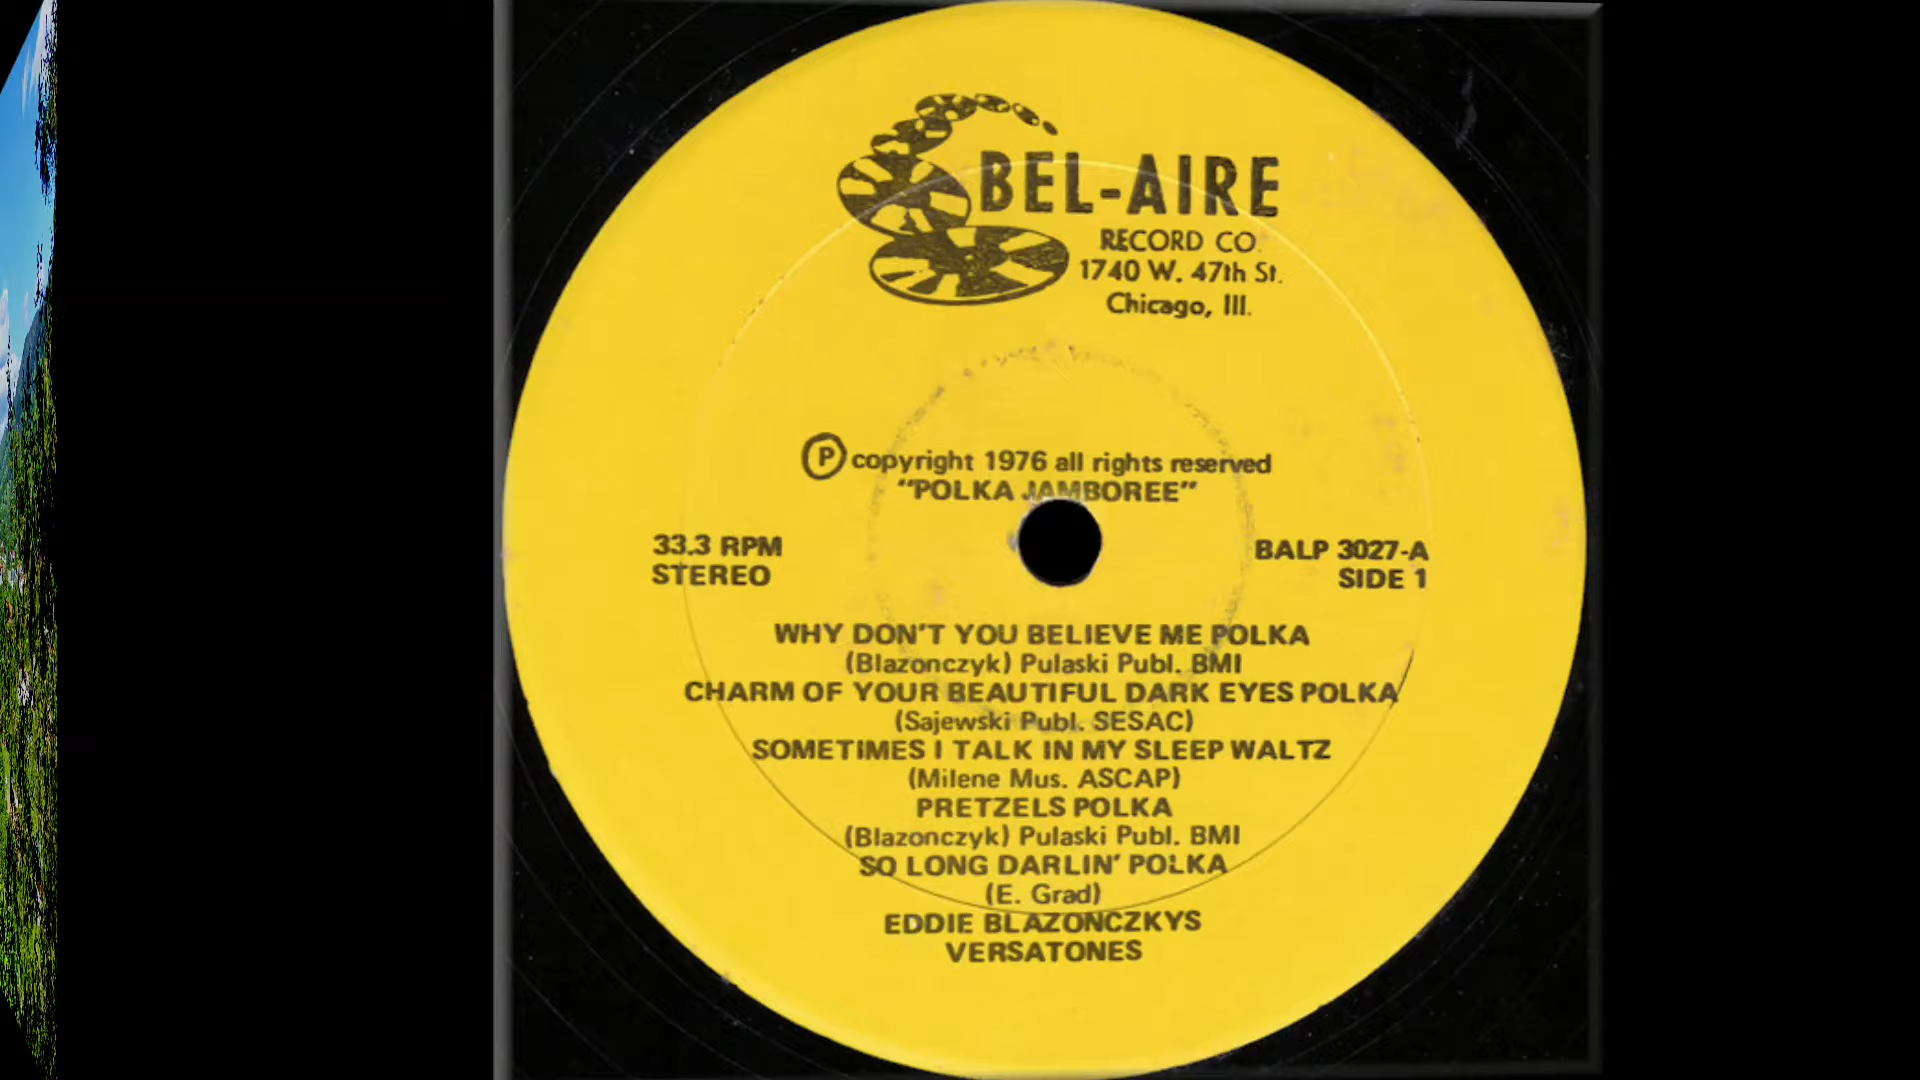 BEL-AIRE
RECORD CO.
1740 W. 47th St.
Chicago, Ill.
Ⓟ copyright 1976 all rights reserved
"POLKA JAMBOREE"
33.3 RPM
STEREO
BALP 3027-A
SIDE 1
WHY DON'T YOU BELIEVE ME POLKA
(Blazonczyk) Pulaski Publ. BMI
CHARM OF YOUR BEAUTIFUL DARK EYES POLKA
(Sajewski Publ. SESAC)
SOMETIMES I TALK IN MY SLEEP WALTZ
(Milene Mus. ASCAP)
PRETZELS POLKA
(Blazonczyk) Pulaski Publ. BMI
SO LONG DARLIN' POLKA
(E. Grad)
EDDIE BLAZONCZKYS
VERSATONES